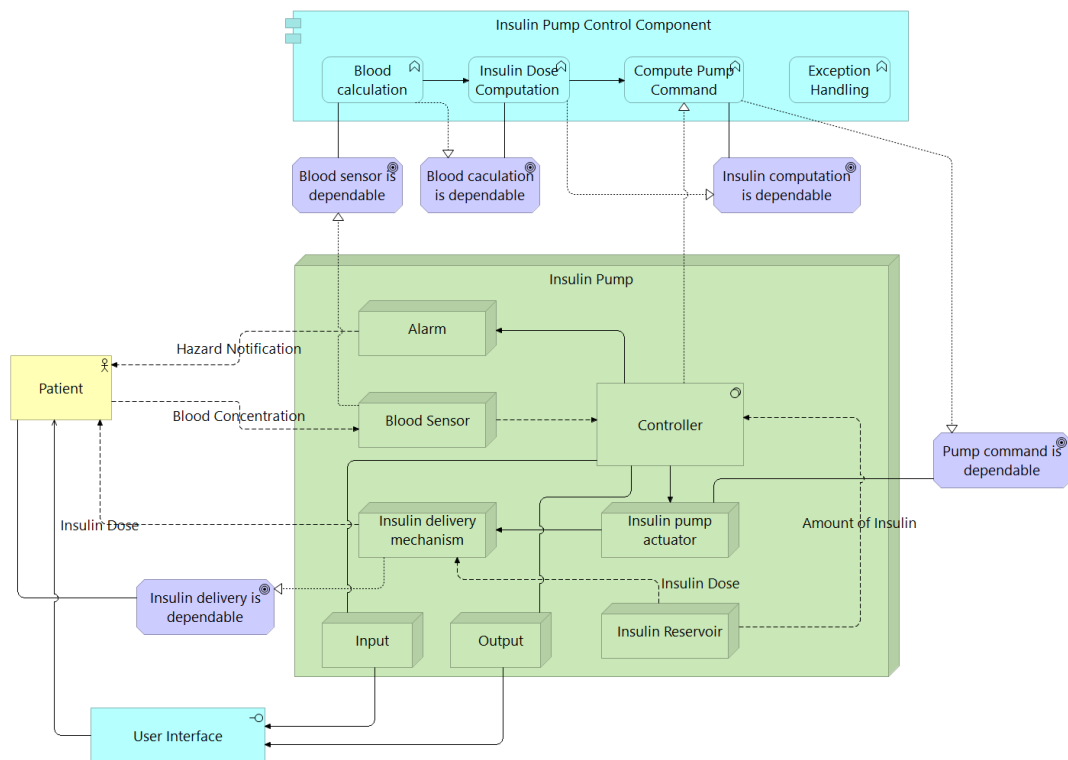 Insulin Pump Control Component
Blood
calculation
Insulin Dose
Computation
Compute Pump
Command
Exception
Handling
Blood sensor is
dependable
Blood caculation
is dependable
Insulin computation
is dependable
Insulin Pump
Alarm
Hazard Notification
Patient
Blood Concentration
Blood Sensor
Controller
Pump command is
dependable
Insulin Dose
Insulin delivery
mechanism
Insulin pump
actuator
Amount of Insulin
Insulin Dose
Insulin delivery is
dependable
Input
Output
Insulin Reservoir
User Interface